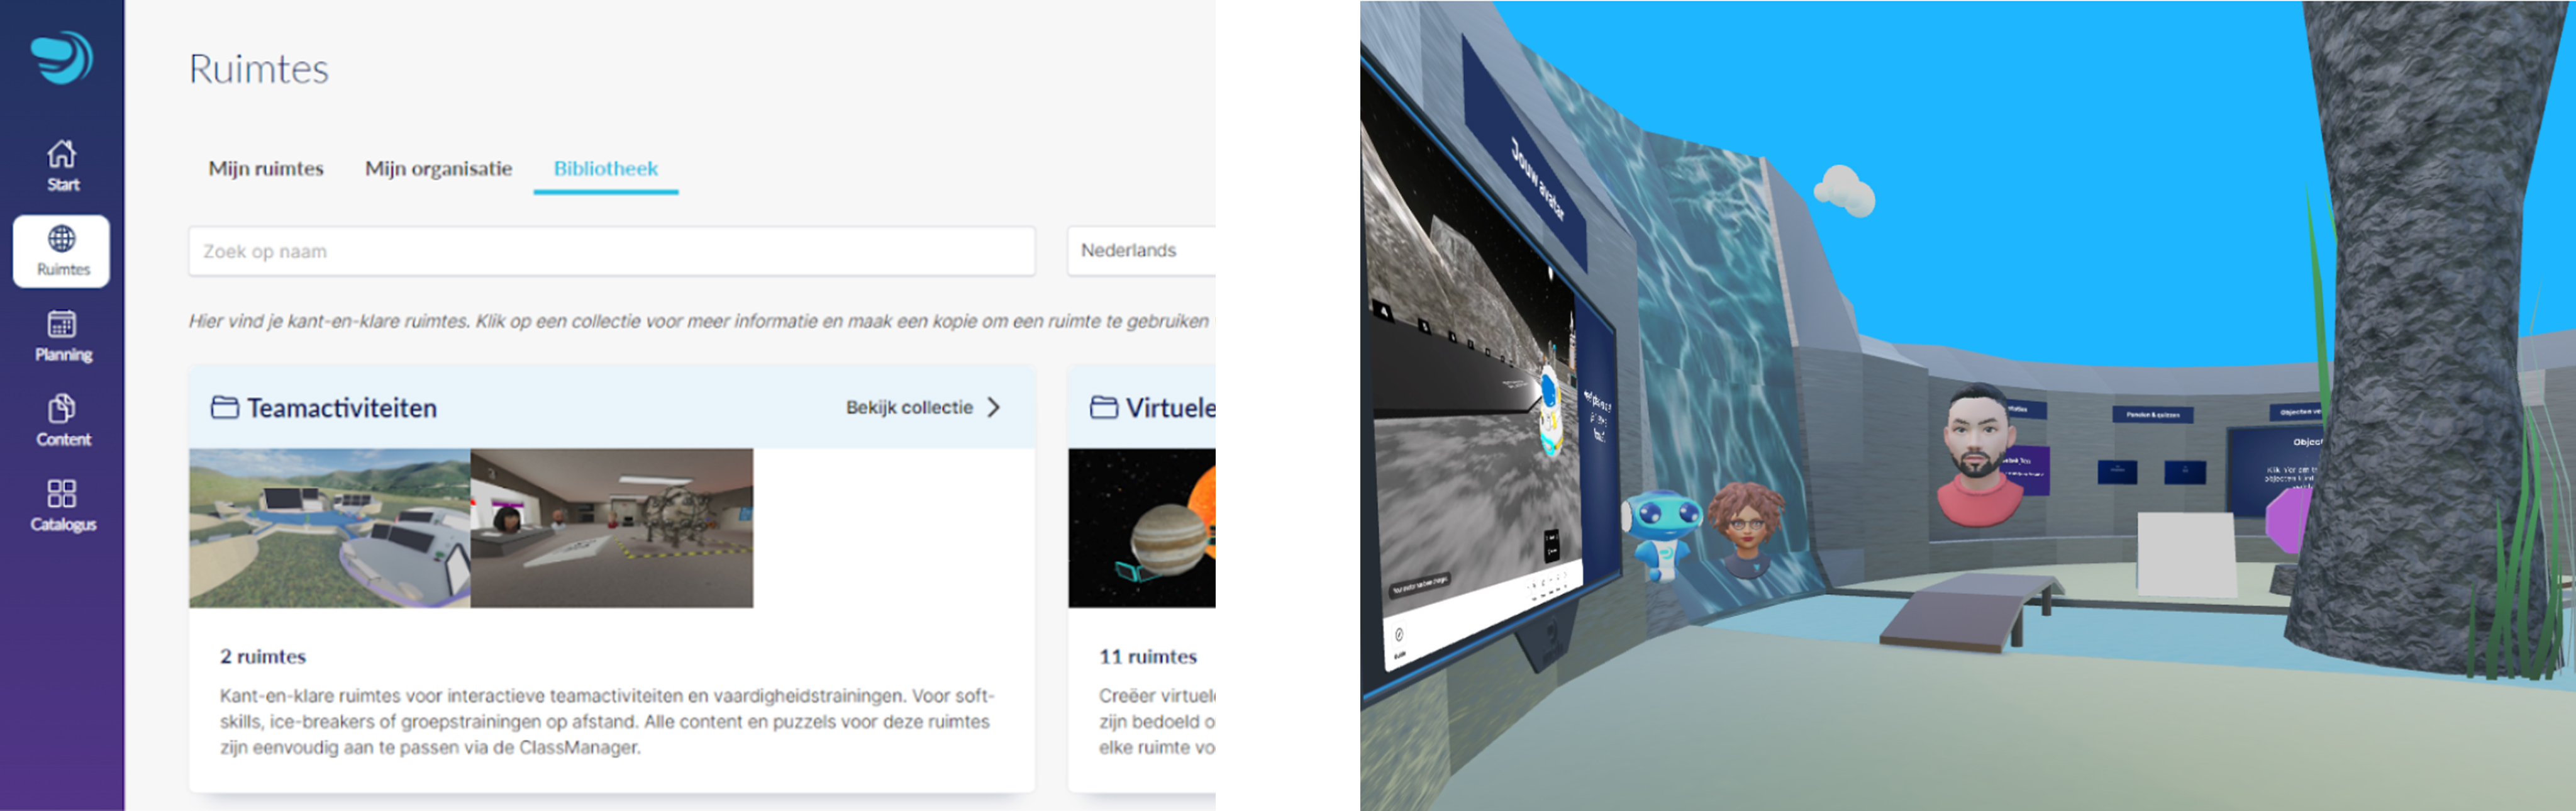 Ruimtes
Start
Ruimtes
Planning
Content
Catalogus
Mijn ruimtes
Mijn organisatie
Bibliotheek
Zoek op naam
Nederlands
Hier vind je kant-en-klare ruimtes. Klik op een collectie voor meer informatie en maak een kopie om een ruimte te gebruiken
Teamactiviteiten
Bekijk collectie
2 ruimtes
Kant-en-klare ruimtes voor interactieve teamactiviteiten en vaardigheidstrainingen. Voor soft-
skills, ice-breakers of groepstrainingen op afstand. Alle content en puzzels voor deze ruimtes
zijn eenvoudig aan te passen via de ClassManager.
Virtuele
11 ruimtes
Creëer virtuel
zijn bedoeld o
elke ruimte vo
Jouw avatar
Panelen & quizzen
Objecten ve
Object